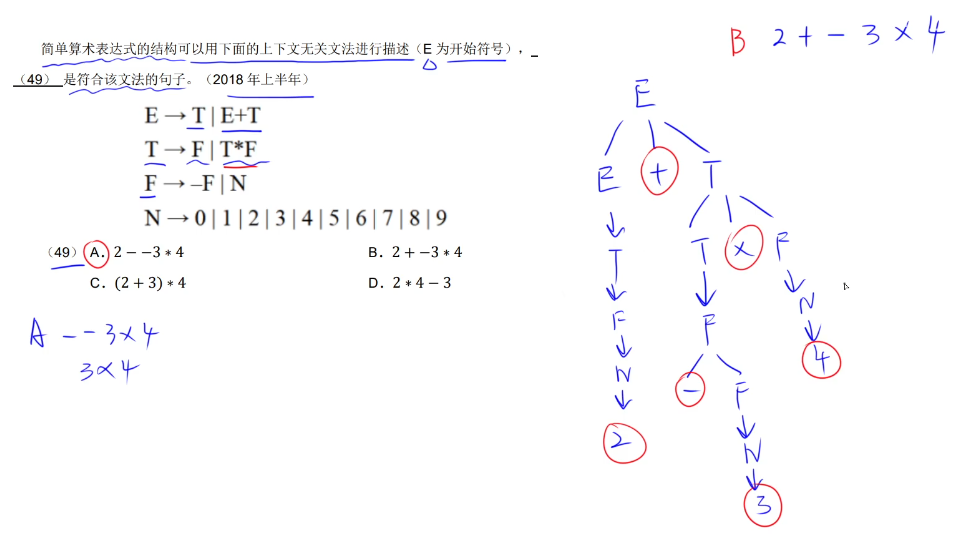 简单算术表达式的结构可以用下面的上下文无关文法进行描述（E 为开始符号），_
（49） 是符合该文法的句子。（2018 年上半年）
E → T | E+T
T → F | T*F
F → –F | N
N → 0 | 1 | 2 | 3 | 4 | 5 | 6 | 7 | 8 | 9
（49） A．2 − −3 ∗ 4 B．2 + −3 ∗ 4
C．(2 + 3) ∗ 4 D．2 ∗ 4 − 3
A − − 3 × 4
3 × 4
B 2 + − 3 × 4
E
E + T
T T × F
F F N
N − F 4
2 N
3